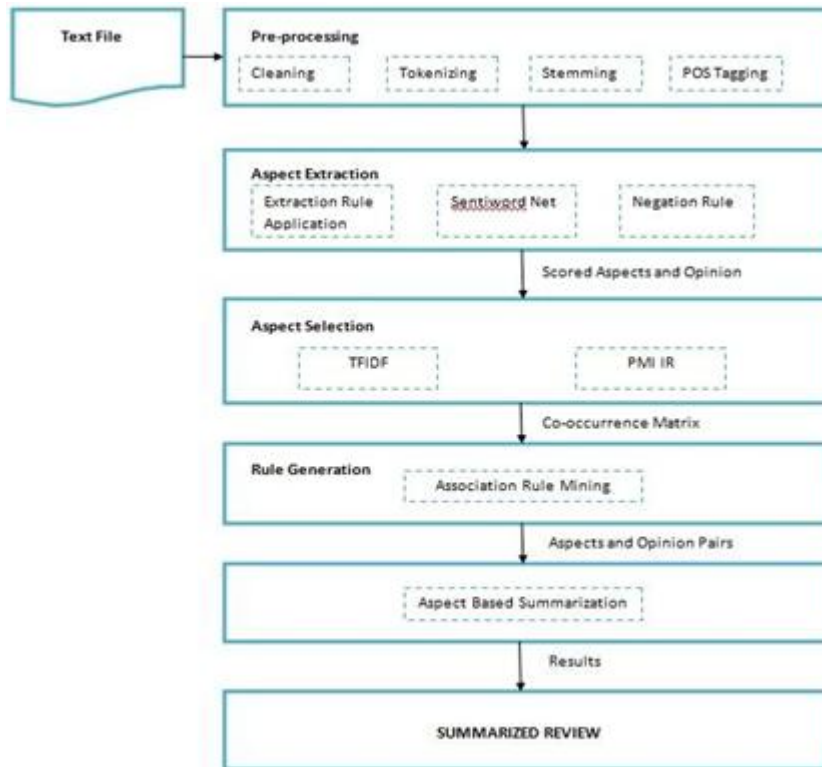 Text File
Pre-processing
Cleaning
Tokenizing
Stemming
POS Tagging
Aspect Extraction
Extraction Rule
Application
Sentiword Net
Negation Rule
Scored Aspects and Opinion
Aspect Selection
TFIDF
PMI IR
Co-occurrence Matrix
Rule Generation
Association Rule Mining
Aspects and Opinion Pairs
Aspect Based Summarization
Results
SUMMARIZED REVIEW